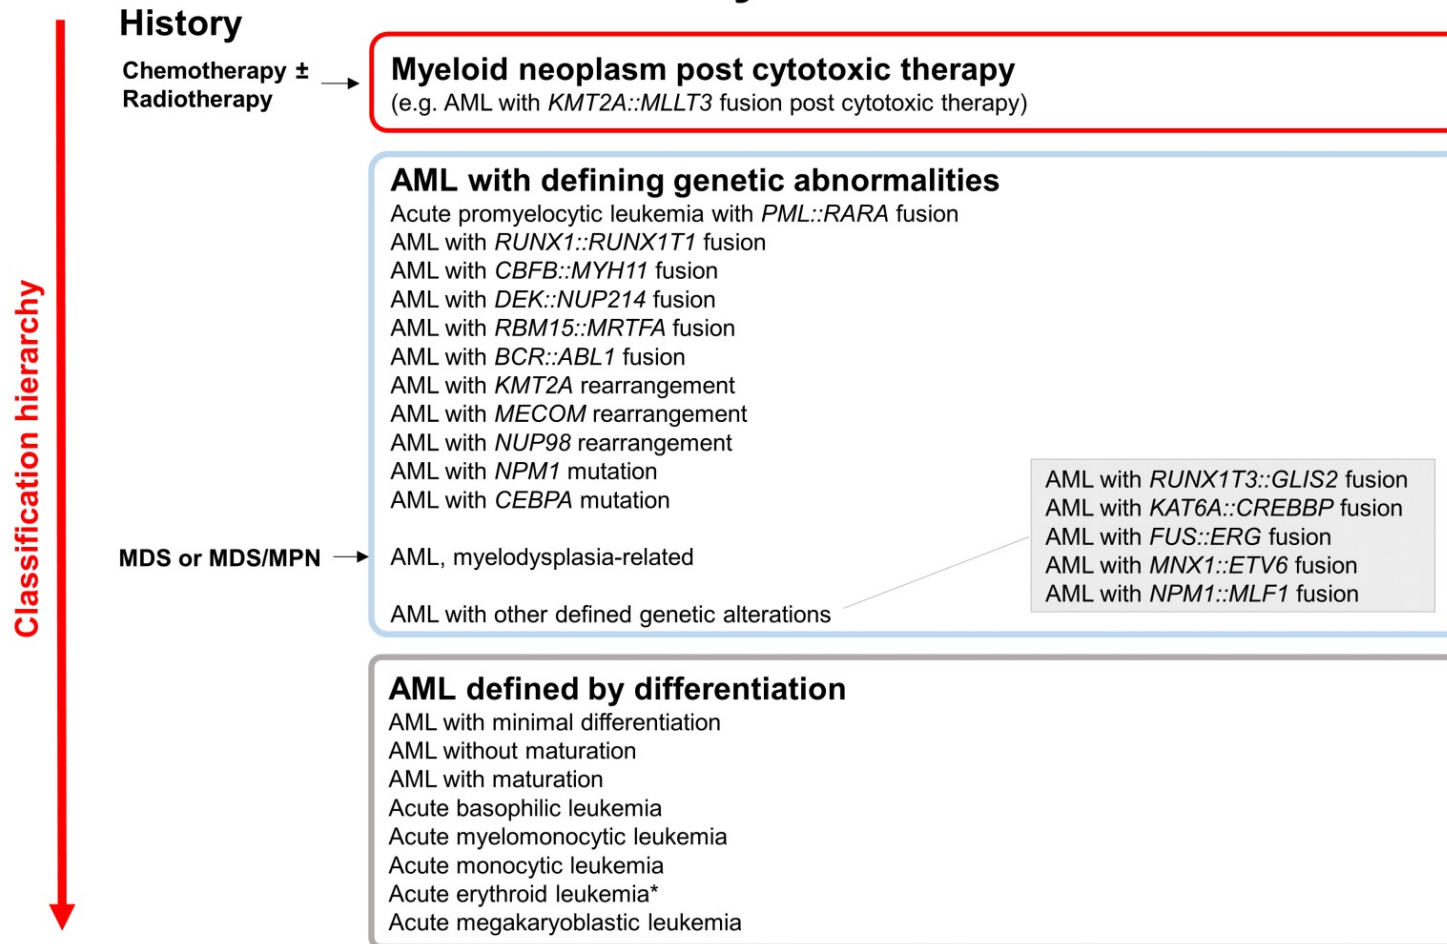 History
Chemotherapy ±
Radiotherapy
Myeloid neoplasm post cytotoxic therapy
(e.g. AML with KMT2A::MLLT3 fusion post cytotoxic therapy)
Classification hierarchy
AML with defining genetic abnormalities
Acute promyelocytic leukemia with PML::RARA fusion
AML with RUNX1::RUNX1T1 fusion
AML with CBFB::MYH11 fusion
AML with DEK::NUP214 fusion
AML with RBM15::MRTFA fusion
AML with BCR::ABL1 fusion
AML with KMT2A rearrangement
AML with MECOM rearrangement
AML with NUP98 rearrangement
AML with NPM1 mutation
AML with CEBPA mutation
MDS or MDS/MPN
AML, myelodysplasia-related
AML with other defined genetic alterations
AML with RUNX1T3::GLIS2 fusion
AML with KAT6A::CREBBP fusion
AML with FUS::ERG fusion
AML with MNX1::ETV6 fusion
AML with NPM1::MLF1 fusion
AML defined by differentiation
AML with minimal differentiation
AML without maturation
AML with maturation
Acute basophilic leukemia
Acute myelomonocytic leukemia
Acute monocytic leukemia
Acute erythroid leukemia*
Acute megakaryoblastic leukemia